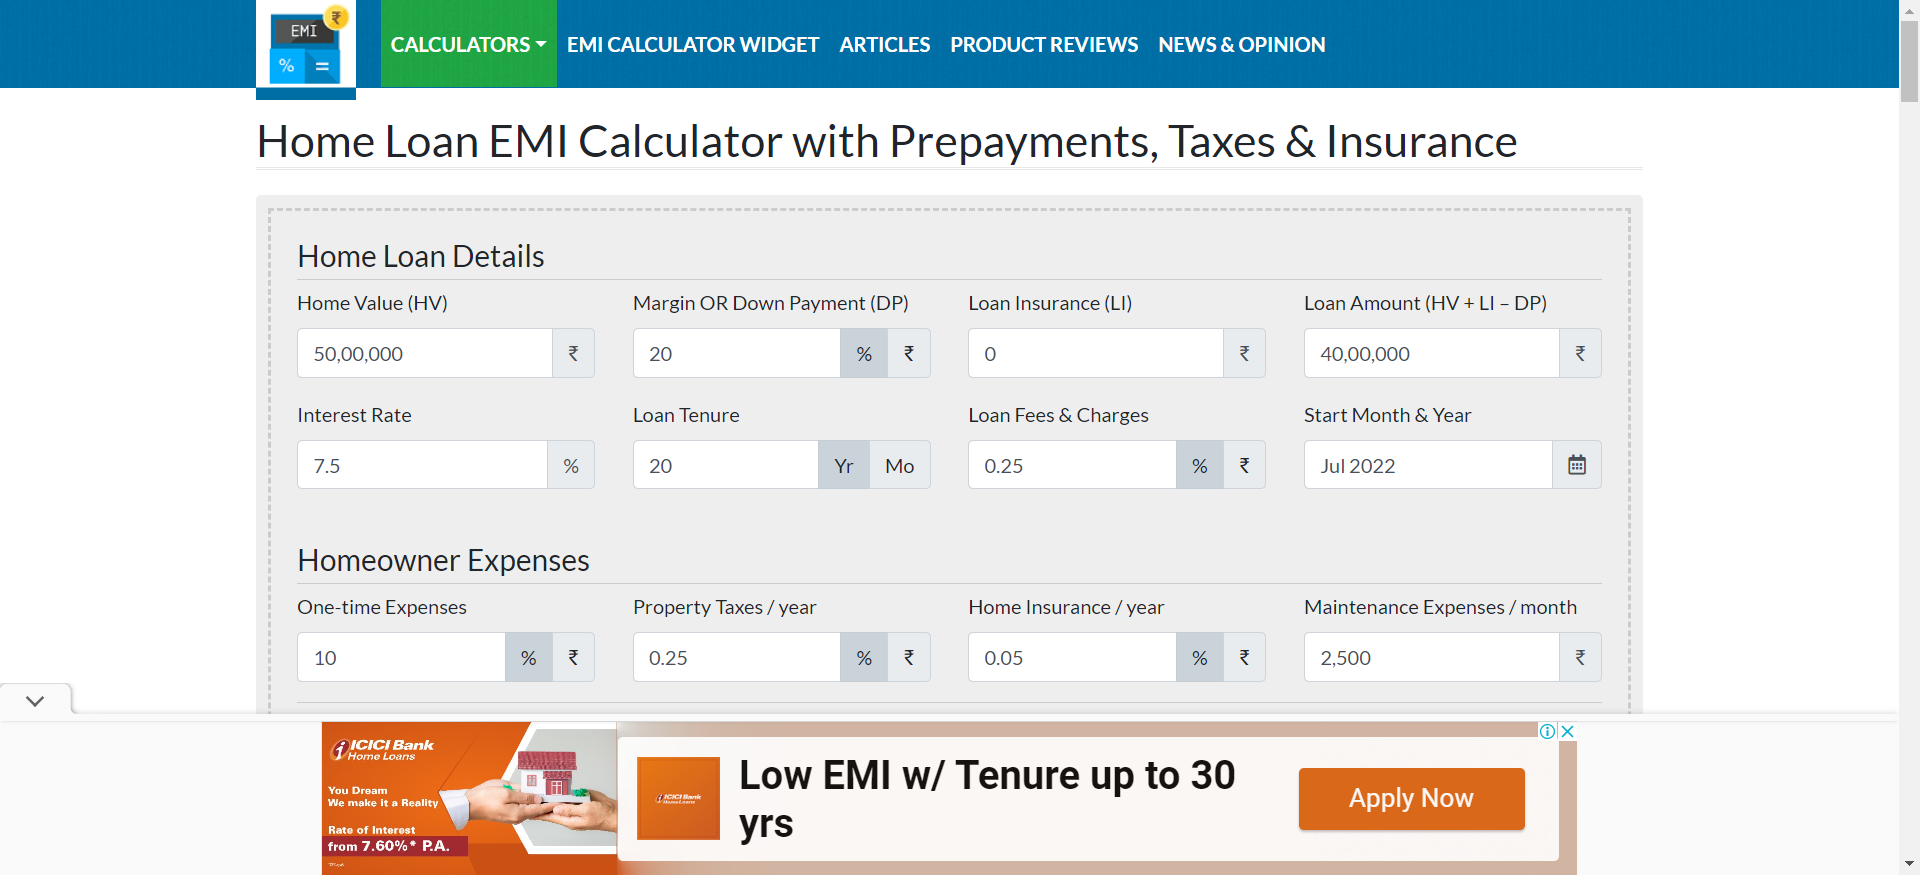 EMI
₹
%
=
CALCULATORS
EMI CALCULATOR WIDGET
ARTICLES
PRODUCT REVIEWS
NEWS & OPINION
Home Loan EMI Calculator with Prepayments, Taxes & Insurance
Home Loan Details
Home Value (HV)
Margin OR Down Payment (DP)
Loan Insurance (LI)
Loan Amount (HV + LI – DP)
50,00,000 ₹
20 % ₹
0 ₹
40,00,000 ₹
Interest Rate
Loan Tenure
Loan Fees & Charges
Start Month & Year
7.5 %
20 Yr Mo
0.25 % ₹
Jul 2022
Homeowner Expenses
One-time Expenses
Property Taxes / year
Home Insurance / year
Maintenance Expenses / month
10 % ₹
0.25 % ₹
0.05 % ₹
2,500 ₹
ICICI Bank
Home Loans
You Dream
We make it a Reality
Rate of Interest
from 7.60%* P.A.
ICICI Bank
Home Loans
Low EMI w/ Tenure up to 30
yrs
Apply Now